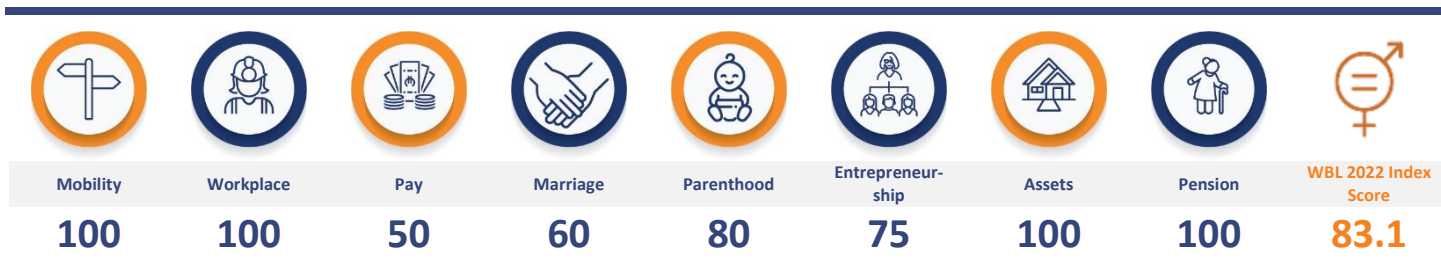 Mobility
Workplace
Pay
Marriage
Parenthood
Entrepreneur-
ship
Assets
Pension
WBL 2022 Index
Score
100
100
50
60
80
75
100
100
83.1